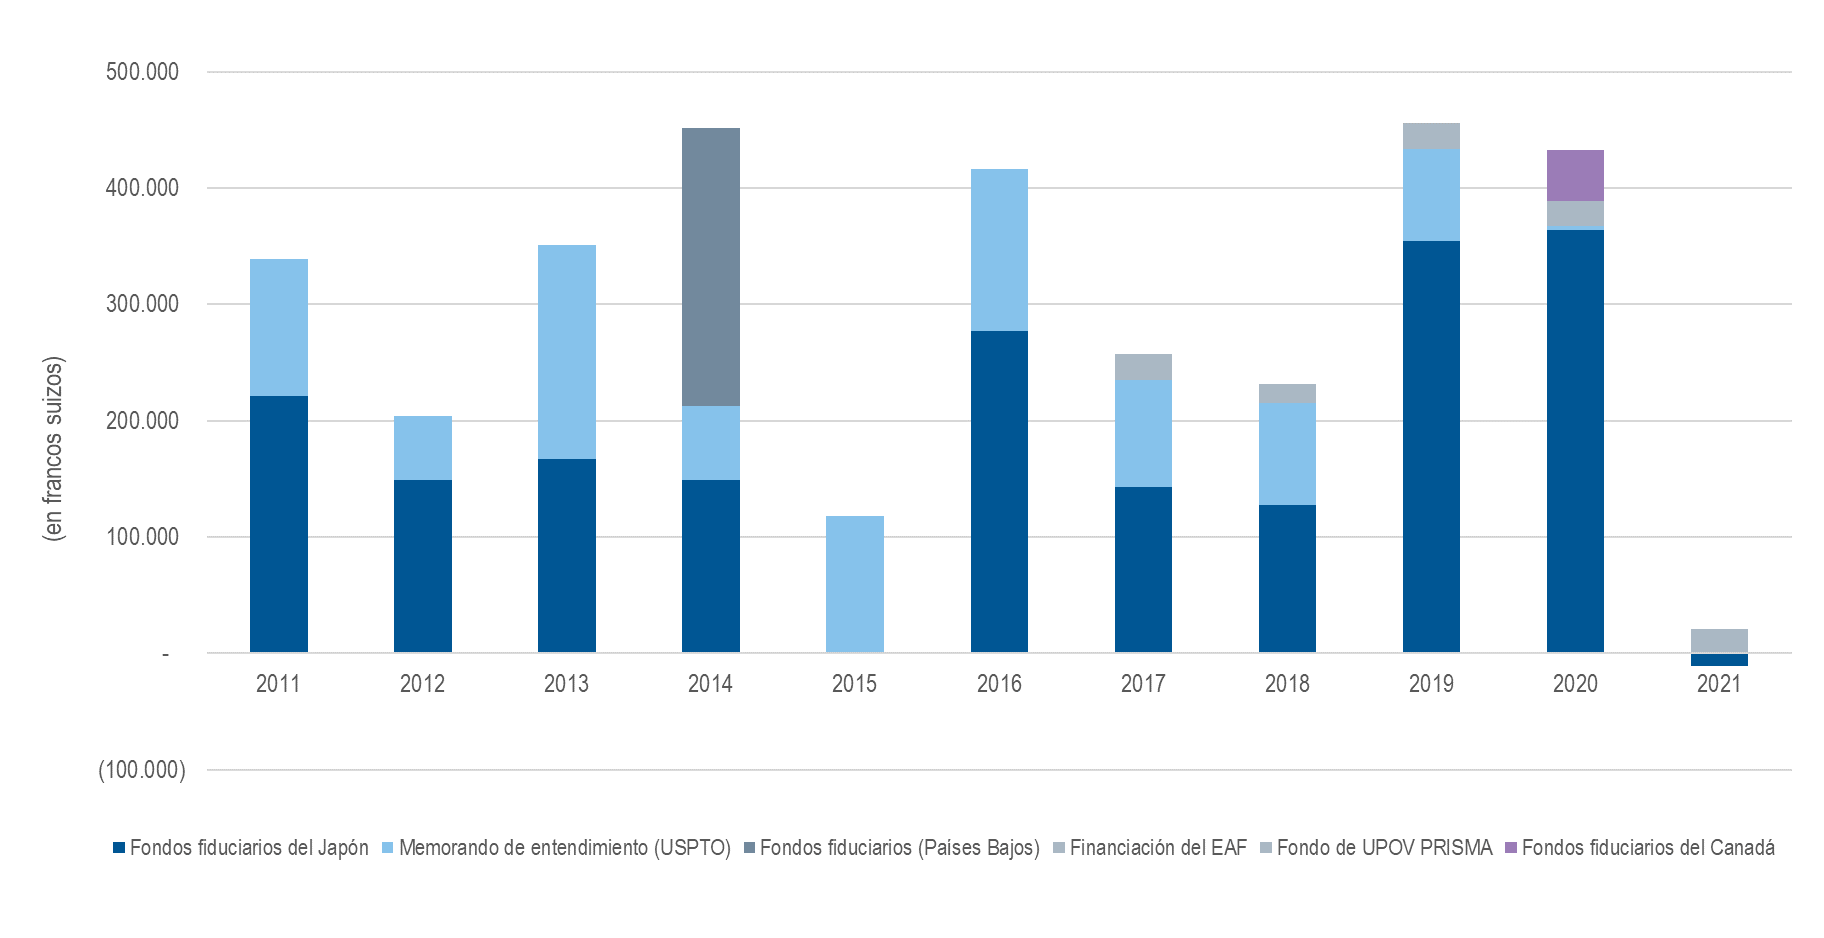 500.000
400.000
300.000
200.000
100.000
-
(100.000)
(en francos suizos)
2011 2012 2013 2014 2015 2016 2017 2018 2019 2020 2021
Fondos fiduciarios del Japón Memorando de entendimiento (USPTO) Fondos fiduciarios (Países Bajos) Financiación del EAF Fondo de UPOV PRISMA Fondos fiduciarios del Canadá